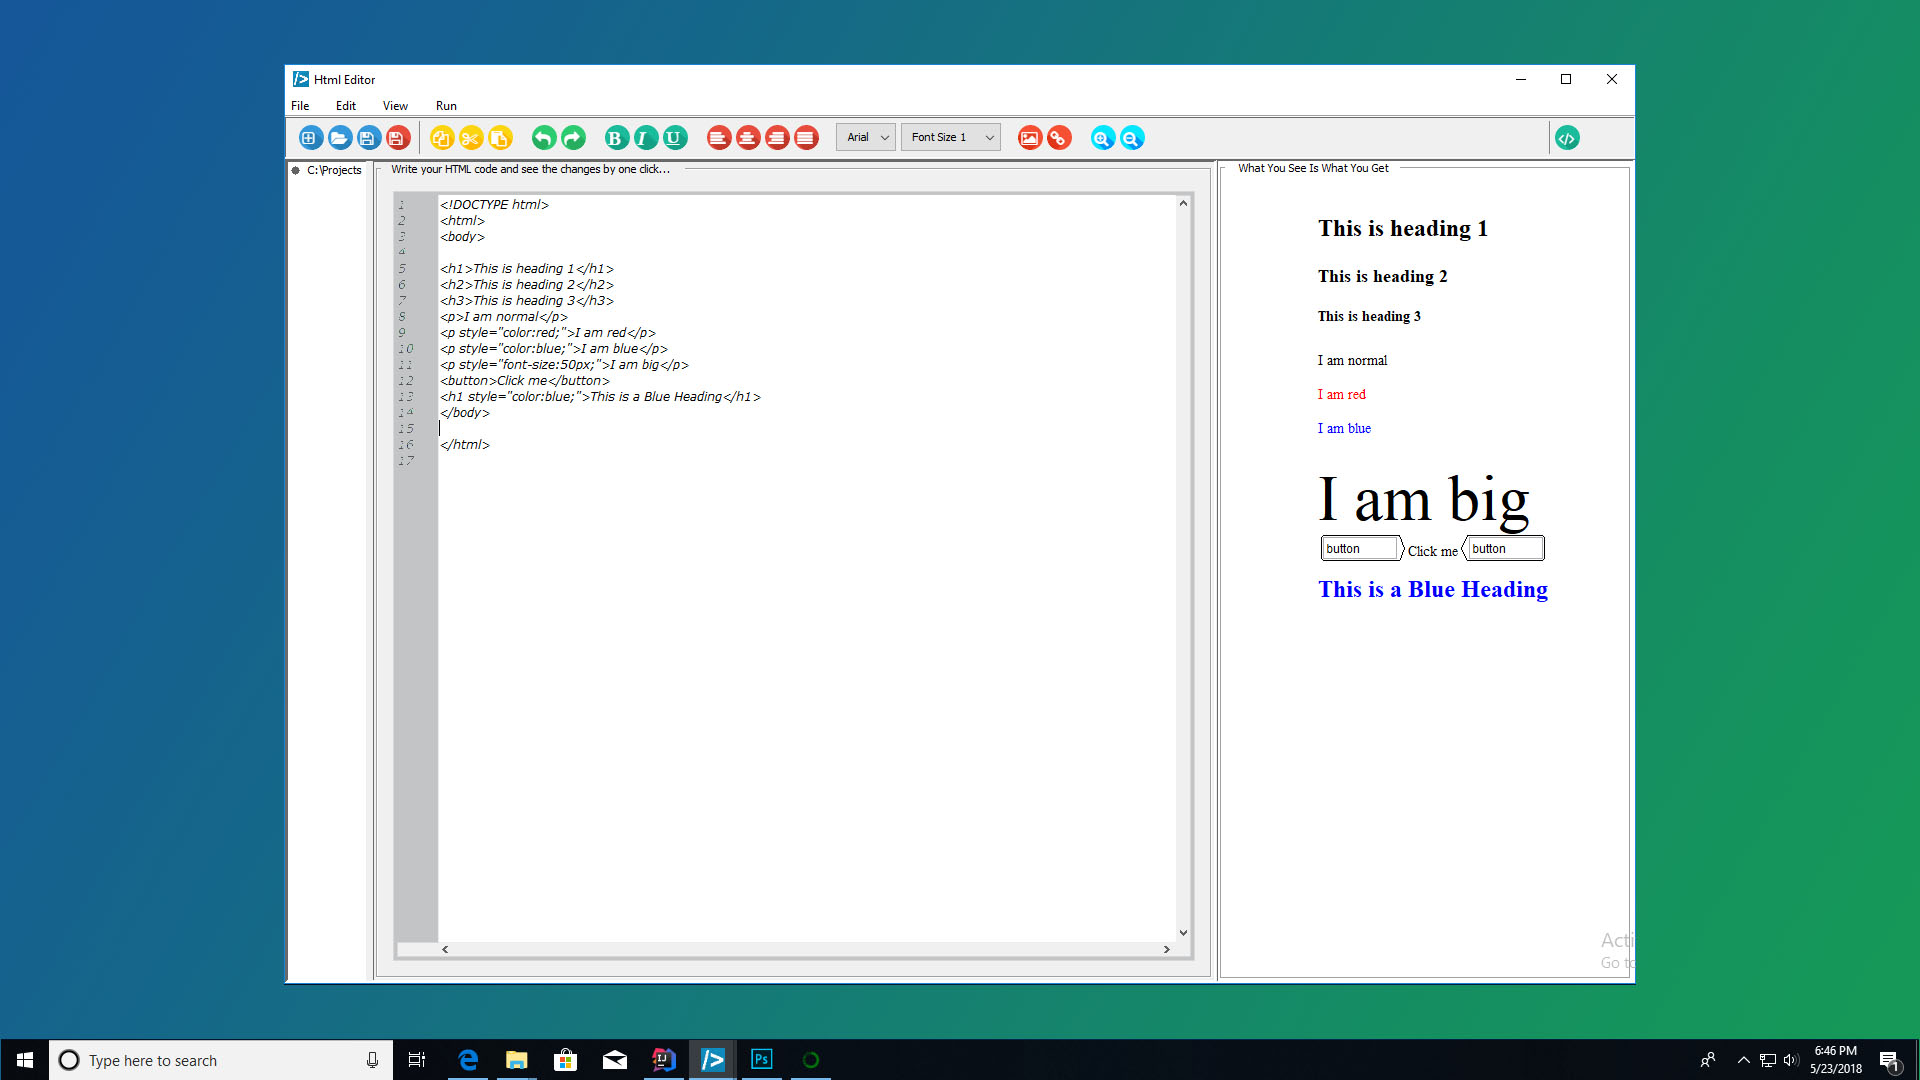 Html Editor
File Edit View Run
B I U Arial Font Size 1
C:\Projects
Write your HTML code and see the changes by one click...
1 <!DOCTYPE html>
2 <html>
3 <body>
4
5 <h1>This is heading 1</h1>
6 <h2>This is heading 2</h2>
7 <h3>This is heading 3</h3>
8 <p>I am normal</p>
9 <p style="color:red;">I am red</p>
10 <p style="color:blue;">I am blue</p>
11 <p style="font-size:50px;">I am big</p>
12 <button>Click me</button>
13 <h1 style="color:blue;">This is a Blue Heading</h1>
14 </body>
15
16 </html>
17
What You See Is What You Get
This is heading 1
This is heading 2
This is heading 3
I am normal
I am red
I am blue
I am big
button Click me button
This is a Blue Heading
Acti
Go to
Type here to search
IJ
Ps
6:46 PM
5/23/2018
1